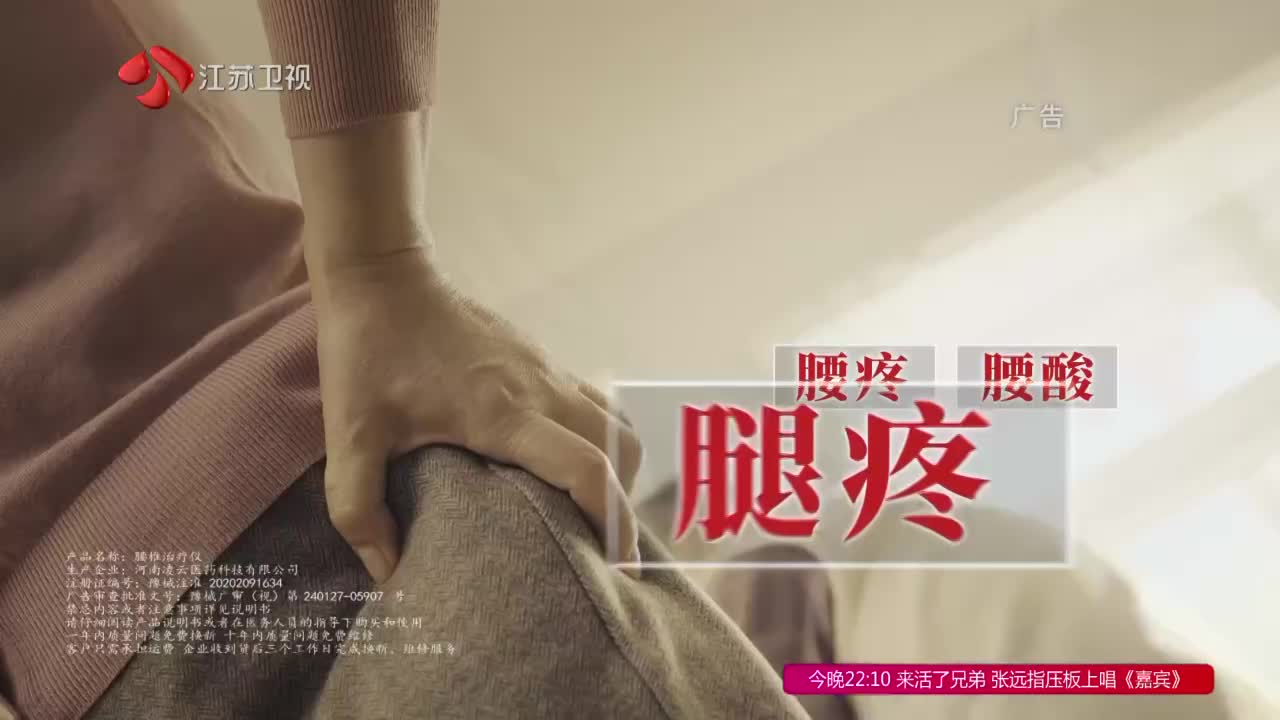 江苏卫视
广告
腰疼
腰酸
腿疼
产品名称：腰椎治疗仪
生产企业：河南凌云医药科技有限公司
注册证编号：豫械注准 20202091634
广告审查批准文号：豫械广审（视）第 240127-05907 号
禁忌内容或者注意事项详见说明书
请仔细阅读产品说明书或者在医务人员的指导下购买和使用
一年内质量问题免费换新 十年内质量问题免费维修
客户只需承担运费 企业收到货后三个工作日完成换新、维修服务
今晚22:10 来活了兄弟 张远指压板上唱《嘉宾》